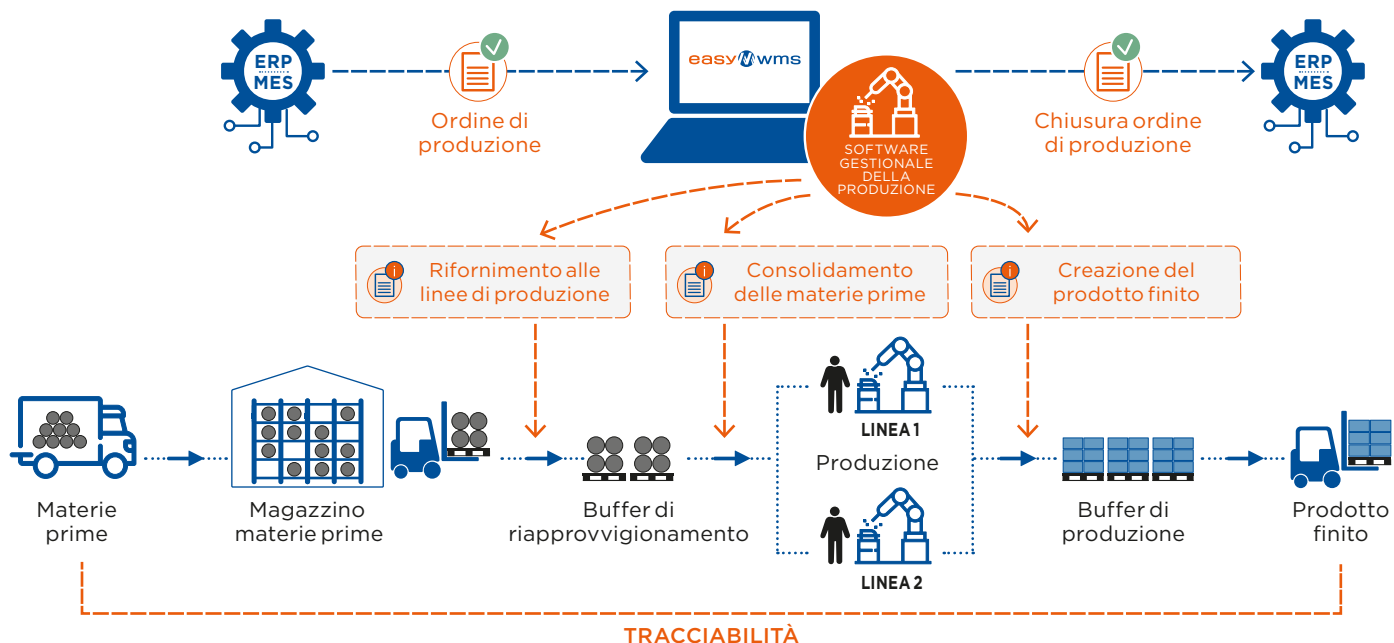 ERP
MES
Ordine di
produzione
easy wms
SOFTWARE
GESTIONALE
DELLA
PRODUZIONE
Chiusura ordine
di produzione
ERP
MES
i
Rifornimento alle
linee di produzione
i
Consolidamento
delle materie prime
i
Creazione del
prodotto finito
LINEA 1
Produzione
LINEA 2
Materie
prime
Magazzino
materie prime
Buffer di
riapprovvigionamento
Buffer di
produzione
Prodotto
finito
TRACCIABILITÀ